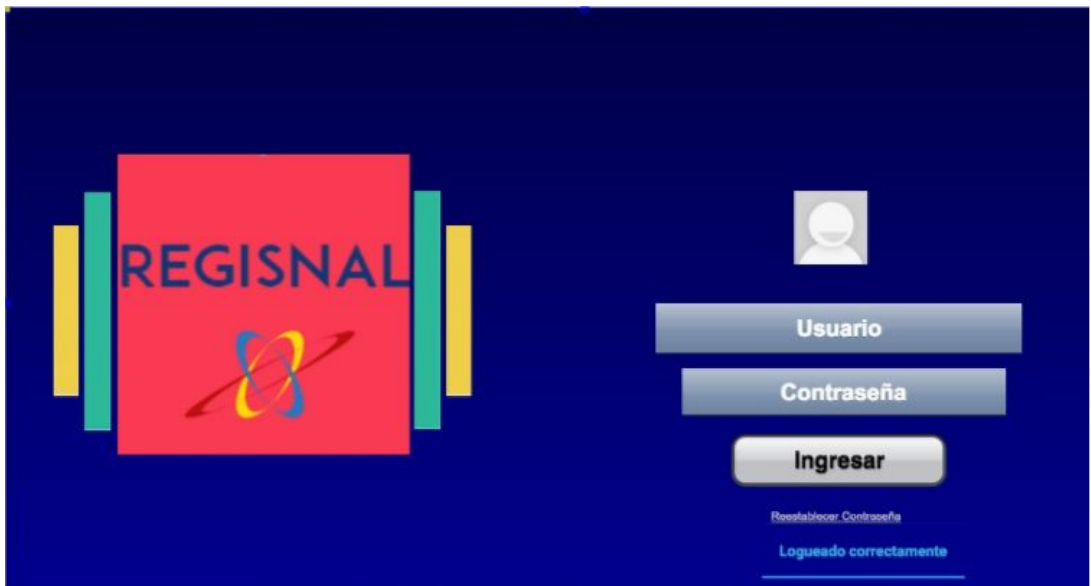 REGISNAL
Usuario
Contraseña
Ingresar
Reestablecer Contraseña
Logueado correctamente